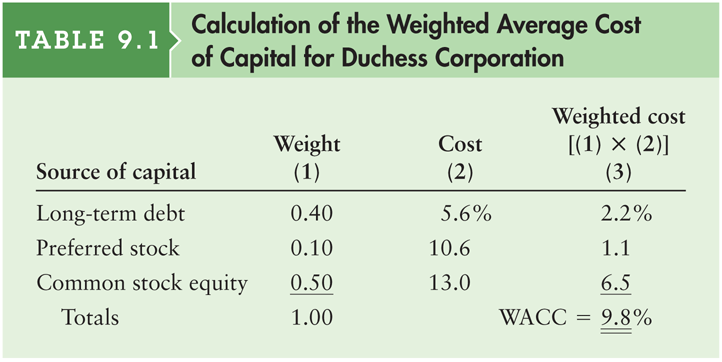 TABLE 9.1
Calculation of the Weighted Average Cost
of Capital for Duchess Corporation
Weighted cost
Weight Cost [(1) × (2)]
Source of capital (1) (2) (3)
Long-term debt 0.40 5.6% 2.2%
Preferred stock 0.10 10.6 1.1
Common stock equity 0.50 13.0 6.5
Totals 1.00 WACC = 9.8%